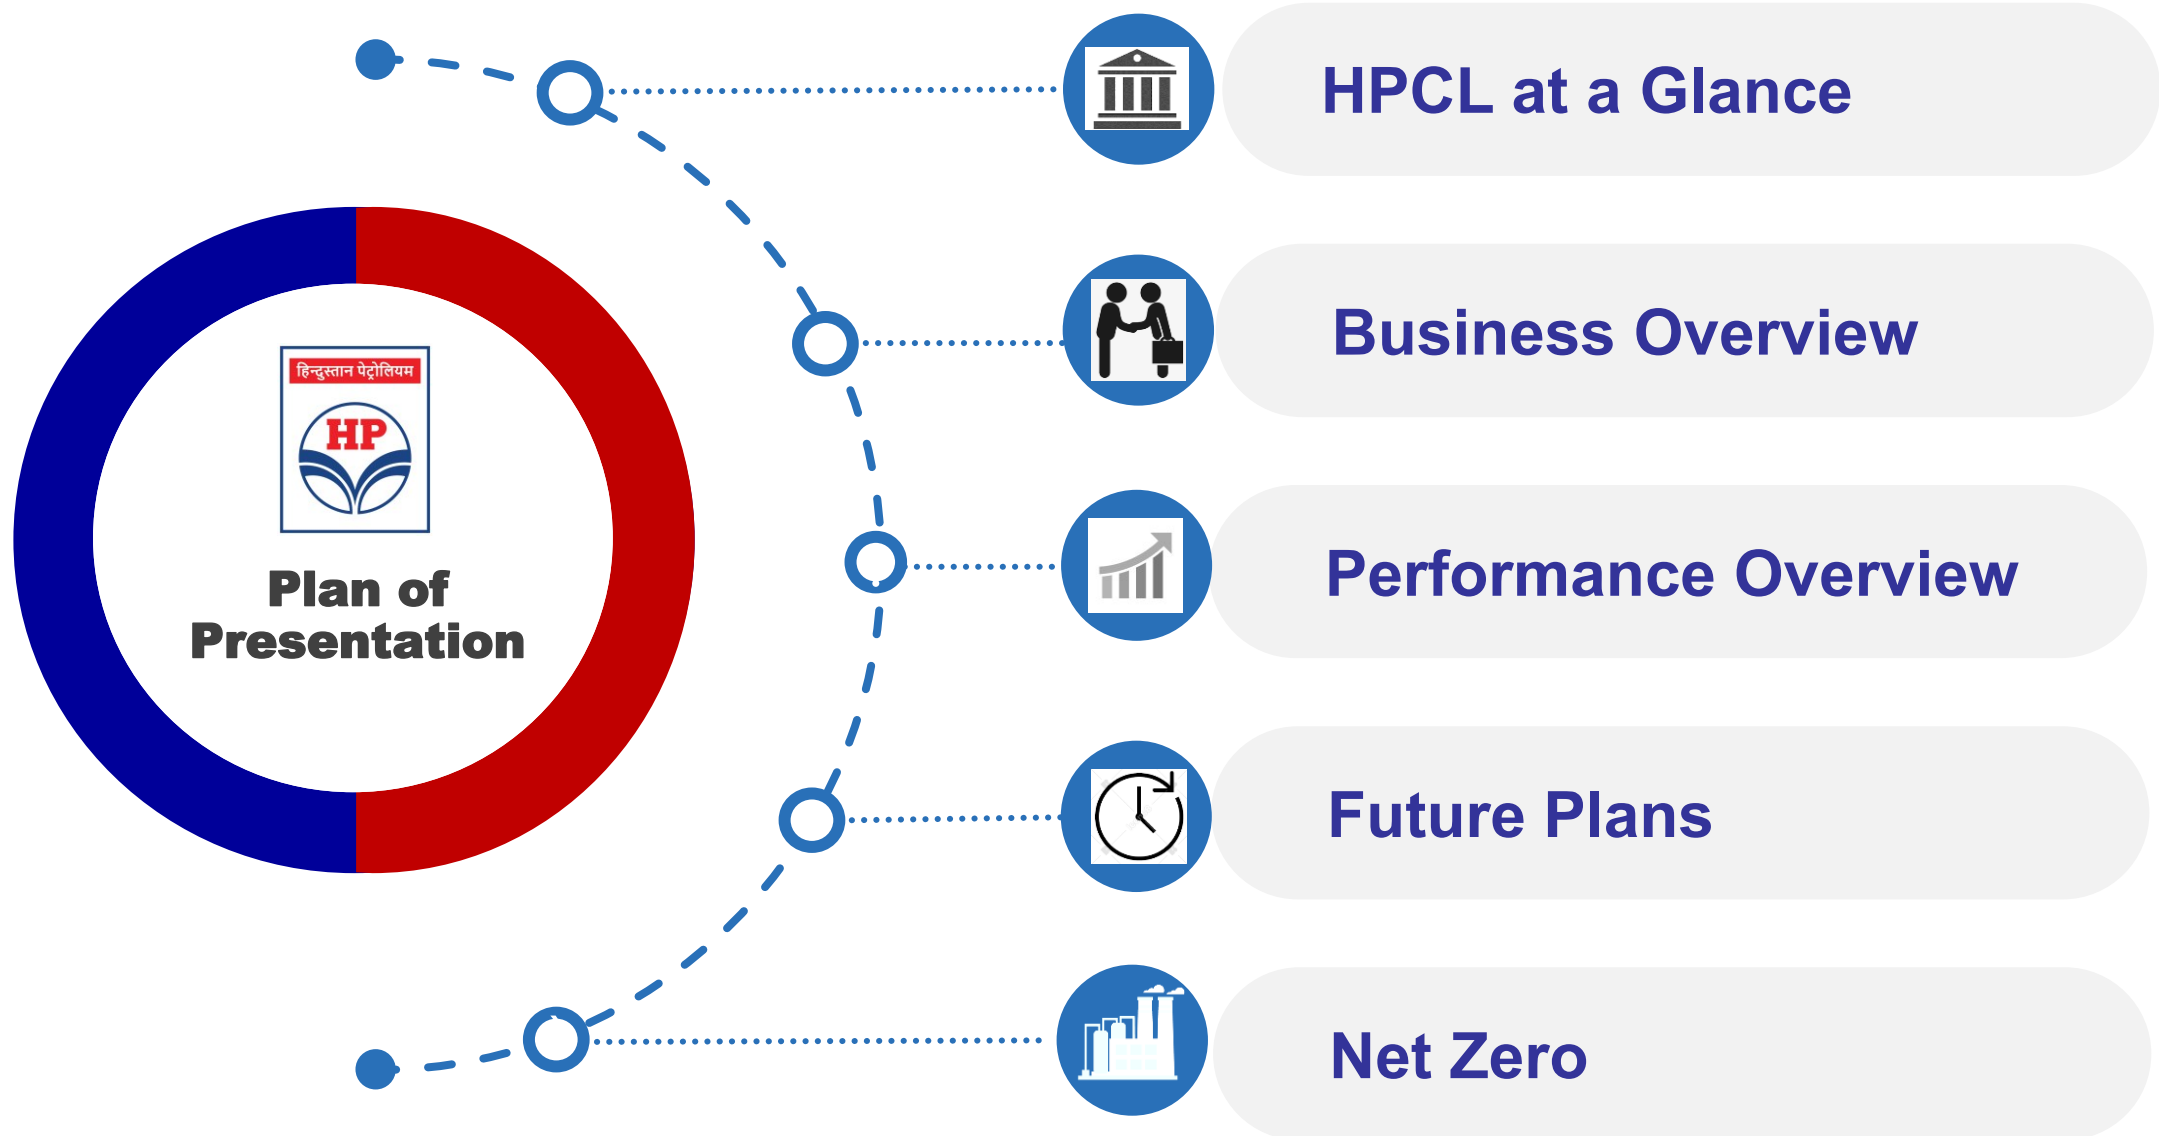 हिन्दुस्तान पेट्रोलियम
HP
Plan of
Presentation
HPCL at a Glance
Business Overview
Performance Overview
Future Plans
Net Zero